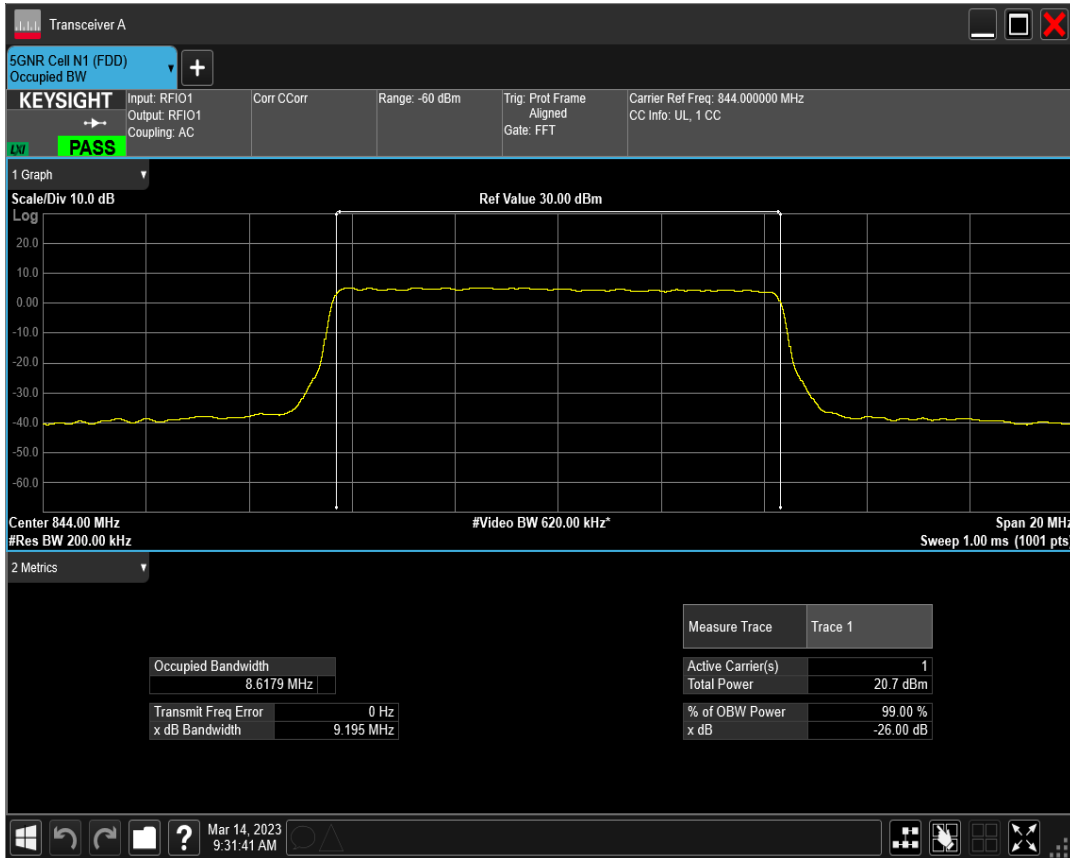 Transceiver A
5GNR Cell N1 (FDD)
Occupied BW
+
KEYSIGHT
LXI
PASS
Input: RFIO1
Output: RFIO1
Coupling: AC
Corr CCorr
Range: -60 dBm
Trig: Prot Frame
Aligned
Gate: FFT
Carrier Ref Freq: 844.000000 MHz
CC Info: UL, 1 CC
1 Graph
Scale/Div 10.0 dB
Ref Value 30.00 dBm
Log
20.0
10.0
0.00
-10.0
-20.0
-30.0
-40.0
-50.0
-60.0
Center 844.00 MHz
#Video BW 620.00 kHz*
Span 20 MHz
#Res BW 200.00 kHz
Sweep 1.00 ms (1001 pts)
2 Metrics
Measure Trace Trace 1
Occupied Bandwidth
8.6179 MHz
Active Carrier(s) 1
Total Power 20.7 dBm
Transmit Freq Error 0 Hz
x dB Bandwidth 9.195 MHz
% of OBW Power 99.00 %
x dB -26.00 dB
?
Mar 14, 2023
9:31:41 AM